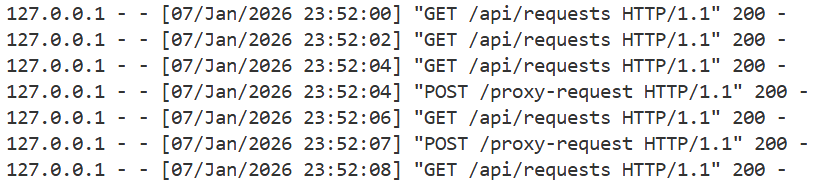 127.0.0.1 - - [07/Jan/2026 23:52:00] "GET /api/requests HTTP/1.1" 200 -
127.0.0.1 - - [07/Jan/2026 23:52:02] "GET /api/requests HTTP/1.1" 200 -
127.0.0.1 - - [07/Jan/2026 23:52:04] "GET /api/requests HTTP/1.1" 200 -
127.0.0.1 - - [07/Jan/2026 23:52:04] "POST /proxy-request HTTP/1.1" 200 -
127.0.0.1 - - [07/Jan/2026 23:52:06] "GET /api/requests HTTP/1.1" 200 -
127.0.0.1 - - [07/Jan/2026 23:52:07] "POST /proxy-request HTTP/1.1" 200 -
127.0.0.1 - - [07/Jan/2026 23:52:08] "GET /api/requests HTTP/1.1" 200 -